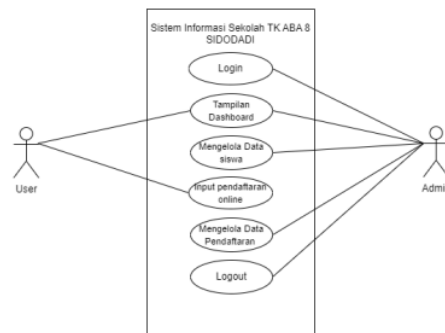 Sistem Informasi Sekolah TK ABA 8
SIDODADI
Login
Tampilan
Dashboard
Mengelola Data
siswa
Input pendaftaran
online
Mengelola Data
Pendaftaran
Logout
User
Admi